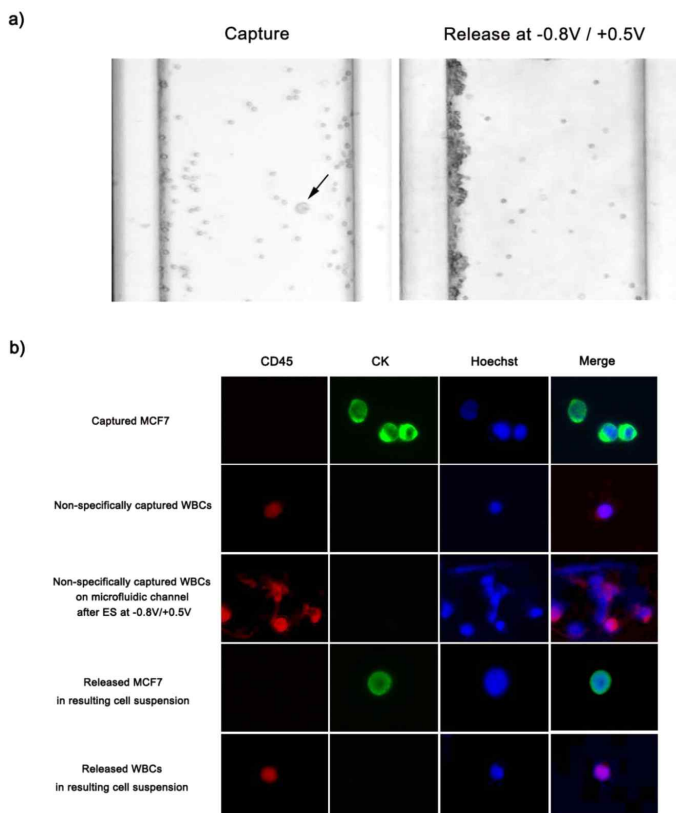 a)
Capture
Release at -0.8V / +0.5V
b)
CD45
CK
Hoechst
Merge
Captured MCF7
Non-specifically captured WBCs
Non-specifically captured WBCs
on microfluidic channel
after ES at -0.8V/+0.5V
Released MCF7
in resulting cell suspension
Released WBCs
in resulting cell suspension